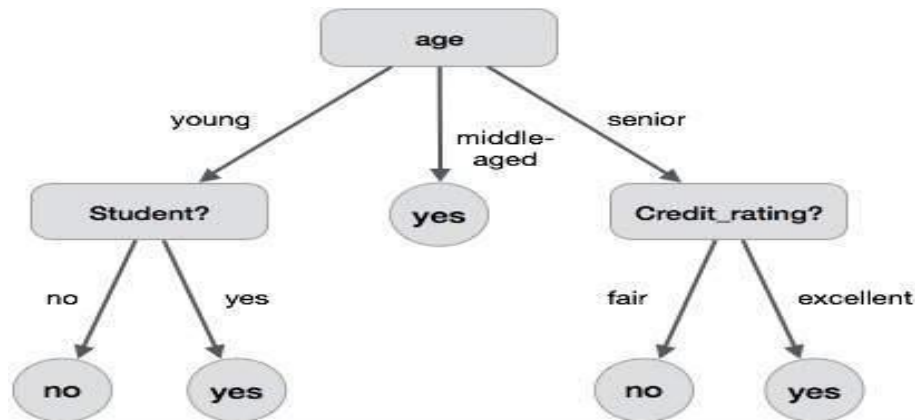 age
young
middle-
aged
senior
Student?
yes
Credit_rating?
no
yes
fair
excellent
no
yes
no
yes